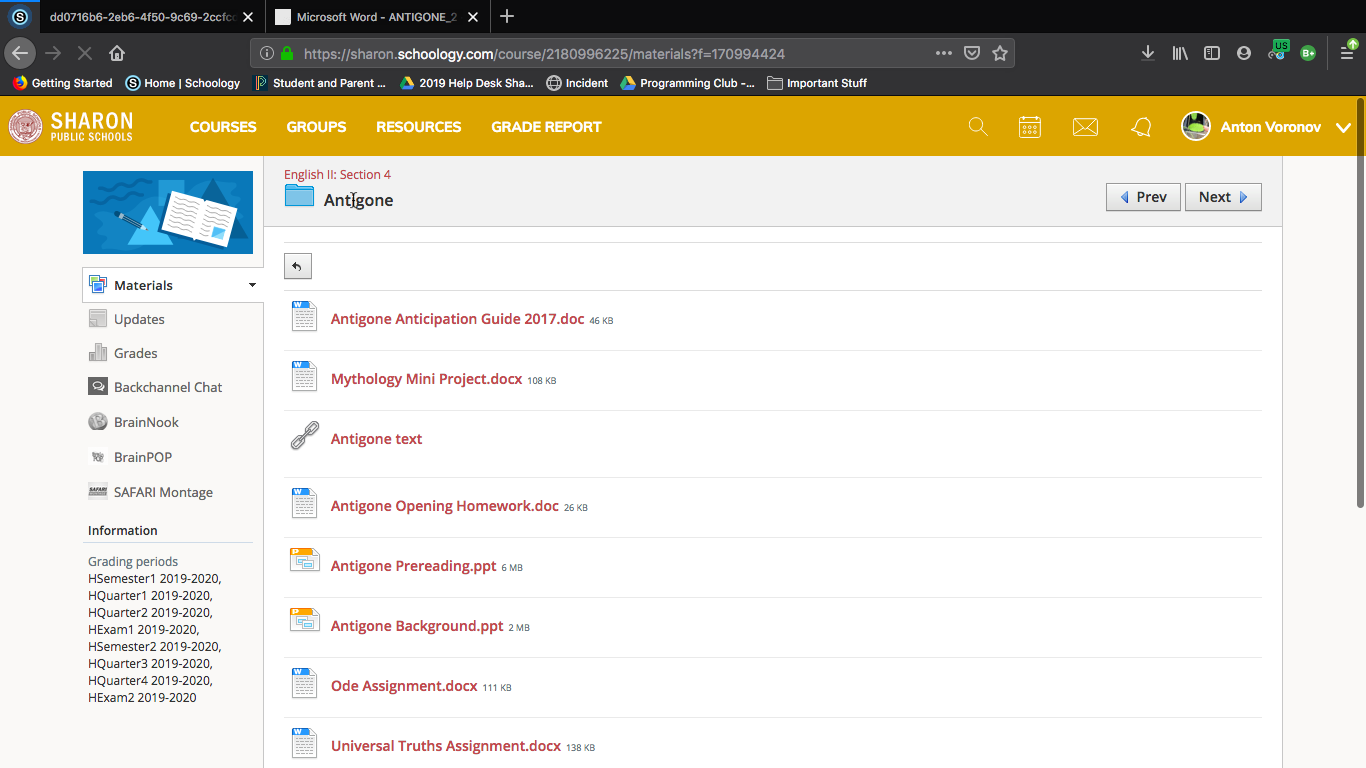 dd0716b6-2eb6-4f50-9c69-2ccfcc
Microsoft Word - ANTIGONE_2
https://sharon.schoology.com/course/2180996225/materials?f=170994424
US
B+
Getting Started
Home | Schoology
Student and Parent ...
2019 Help Desk Sha...
Incident
Programming Club -...
Important Stuff
SHARON
PUBLIC SCHOOLS
COURSES
GROUPS
RESOURCES
GRADE REPORT
Anton Voronov
English II: Section 4
Antigone
Prev
Next
Materials
Updates
Grades
Backchannel Chat
BrainNook
BrainPOP
SAFARI Montage
Information
Grading periods
HSemester1 2019-2020,
HQuarter1 2019-2020,
HQuarter2 2019-2020,
HExam1 2019-2020,
HSemester2 2019-2020,
HQuarter3 2019-2020,
HQuarter4 2019-2020,
HExam2 2019-2020
Antigone Anticipation Guide 2017.doc 46 KB
Mythology Mini Project.docx 108 KB
Antigone text
Antigone Opening Homework.doc 26 KB
Antigone Prereading.ppt 6 MB
Antigone Background.ppt 2 MB
Ode Assignment.docx 111 KB
Universal Truths Assignment.docx 138 KB